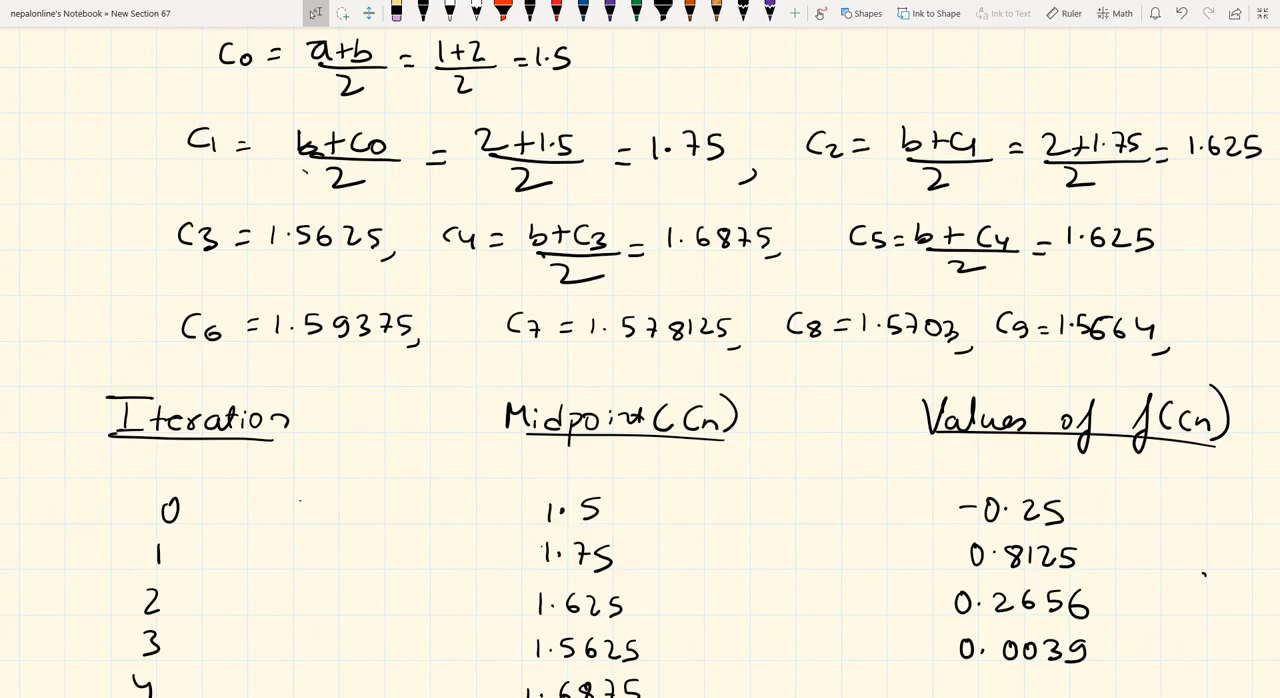 nepalonline's Notebook » New Section 67
Shapes Ink to Shape Ink to Text Ruler Math
C0 = a+b/2 = 1+2/2 = 1.5
C1 = b+C0/2 = 2+1.5/2 = 1.75, C2 = b+C1/2 = 2+1.75/2 = 1.625
C3 = 1.5625, C4 = b+C3/2 = 1.6875, C5 = b+C4/2 = 1.625
C6 = 1.59375, C7 = 1.578125, C8 = 1.5703, C9 = 1.5664,
Iteration Midpoint (Cn) Values of f(Cn)
0 1.5 -0.25
1 1.75 0.8125
2 1.625 0.2656
3 1.5625 0.0039
4 1.6875